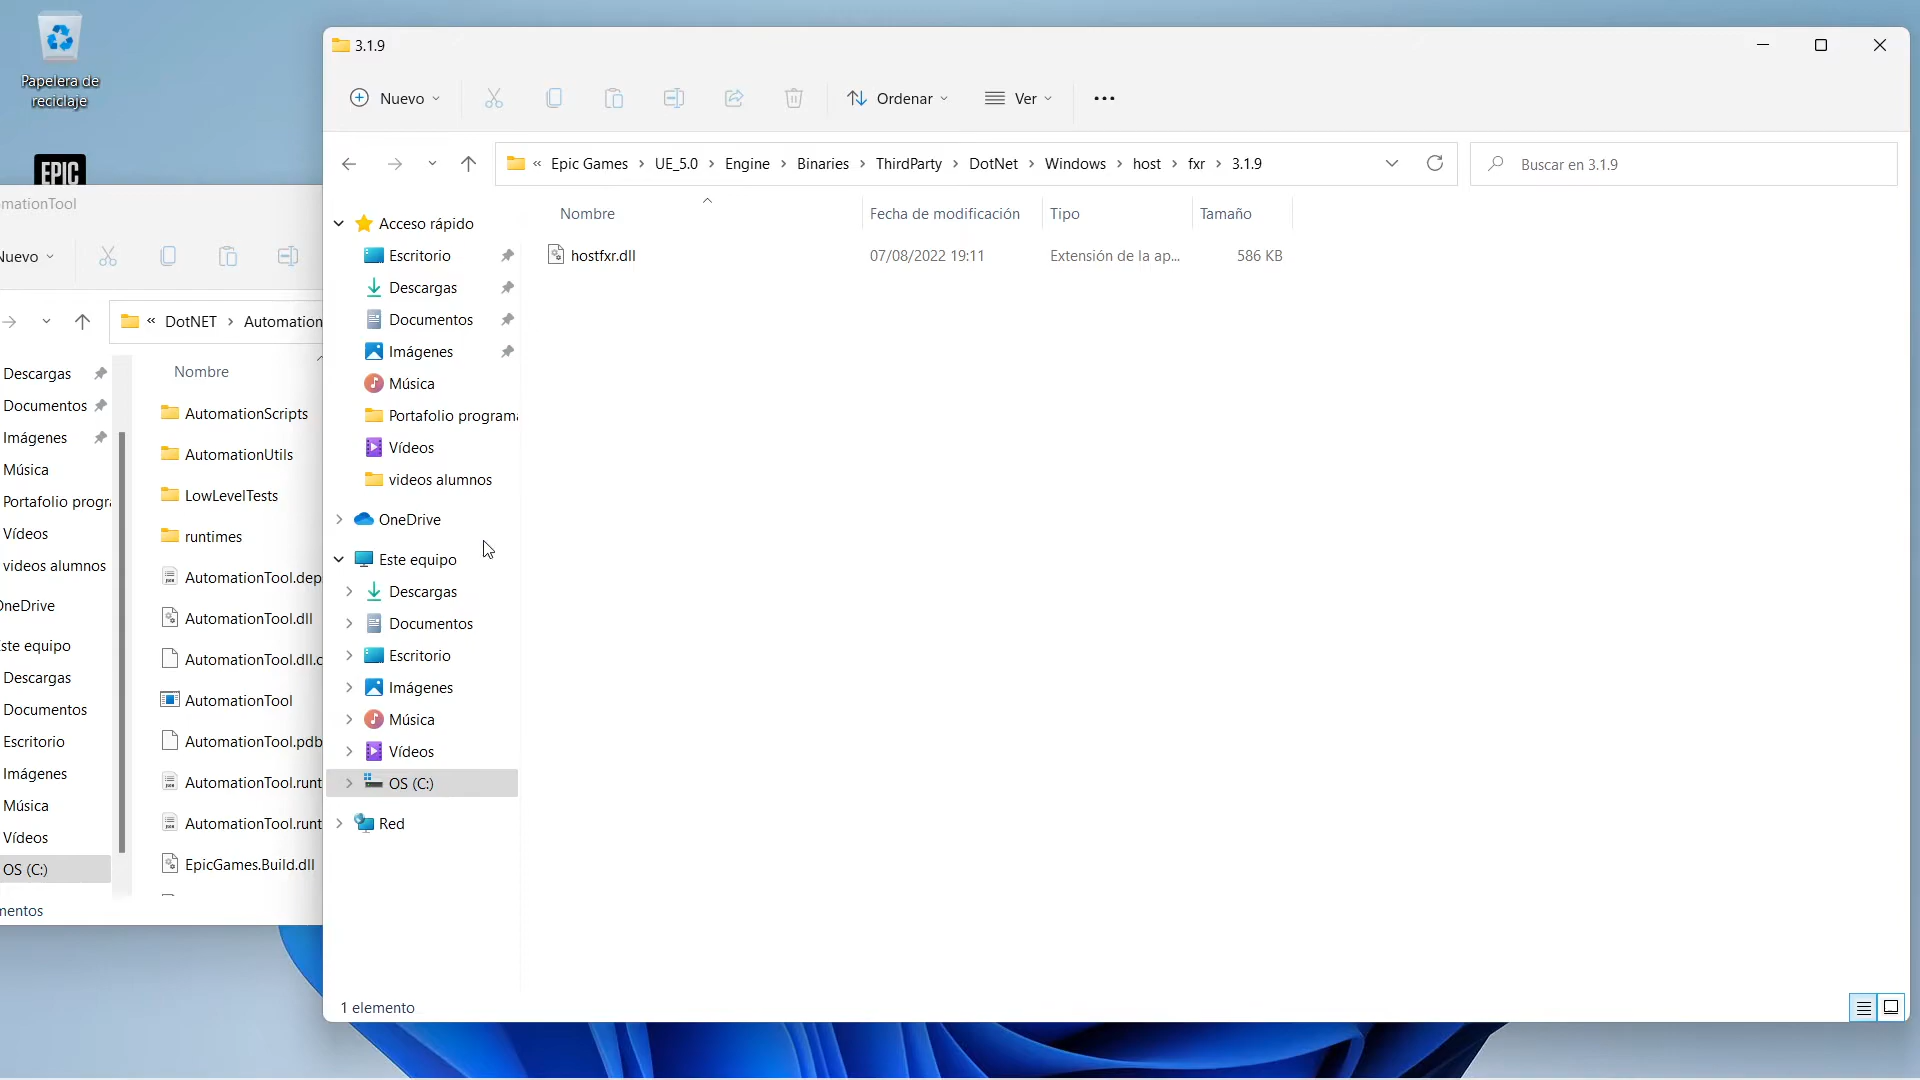 Papelera de
reciclaje
EPIC
mationTool
Nuevo
DotNET
Automation
Descargas
Documentos
Imágenes
Música
Portafolio progra
Vídeos
videos alumnos
OneDrive
Este equipo
Descargas
Documentos
Escritorio
Imágenes
Música
Vídeos
OS (C:)
mentos
Nombre
AutomationScripts
AutomationUtils
LowLevelTests
runtimes
AutomationTool.dep
AutomationTool.dll
AutomationTool.dll.c
AutomationTool
AutomationTool.pdb
AutomationTool.runt
AutomationTool.runt
EpicGames.Build.dll
3.1.9
Nuevo
Ordenar
Ver
« Epic Games > UE_5.0 > Engine > Binaries > ThirdParty > DotNet > Windows > host > fxr > 3.1.9
Buscar en 3.1.9
Acceso rápido
Escritorio
Descargas
Documentos
Imágenes
Música
Portafolio programa
Vídeos
videos alumnos
OneDrive
Este equipo
Descargas
Documentos
Escritorio
Imágenes
Música
Vídeos
OS (C:)
Red
Nombre Fecha de modificación Tipo Tamaño
hostfxr.dll 07/08/2022 19:11 Extensión de la ap... 586 KB
1 elemento